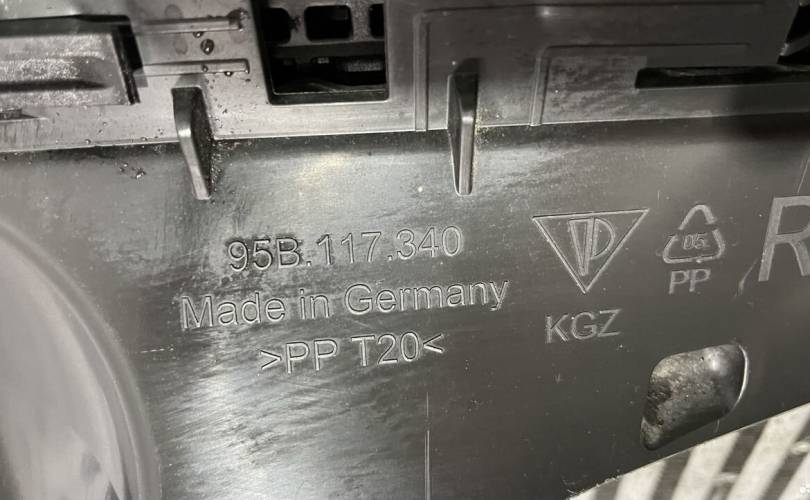 95B.117.340
Made in Germany
>PP T20<
KGZ
05
PP
R